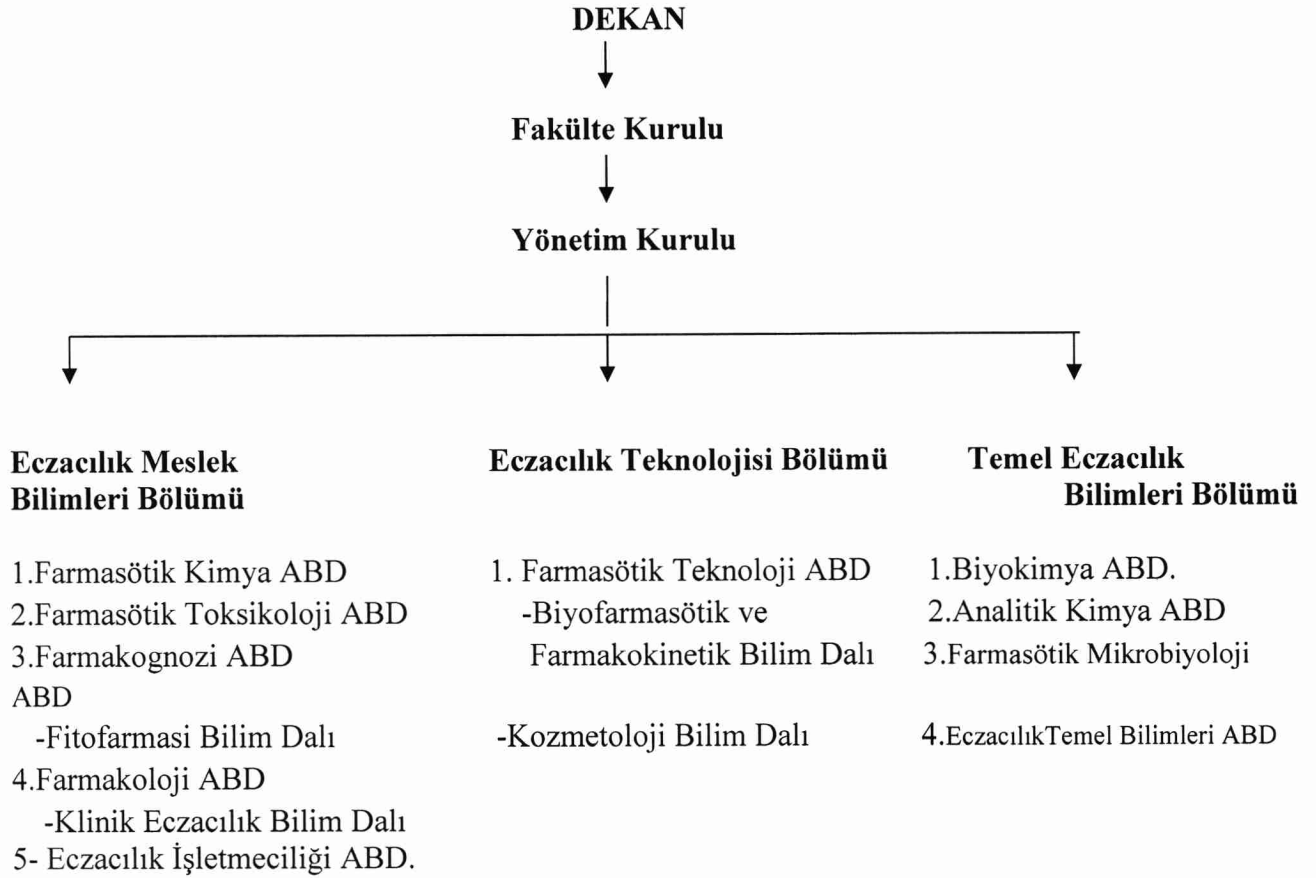 DEKAN
Fakülte Kurulu
Yönetim Kurulu
Eczacılık Meslek
Bilimleri Bölümü
1.Farmasötik Kimya ABD
2.Farmasötik Toksikoloji ABD
3.Farmakognozi ABD
ABD
-Fitofarmasi Bilim Dalı
4.Farmakoloji ABD
-Klinik Eczacılık Bilim Dalı
5- Eczacılık İşletmeciliği ABD.
Eczacılık Teknolojisi Bölümü
1. Farmasötik Teknoloji ABD
-Biyofarmasötik ve
Farmakokinetik Bilim Dalı
-Kozmetoloji Bilim Dalı
Temel Eczacılık
Bilimleri Bölümü
1.Biyokimya ABD.
2.Analitik Kimya ABD
3.Farmasötik Mikrobiyoloji
4.EczacılıkTemel Bilimleri ABD